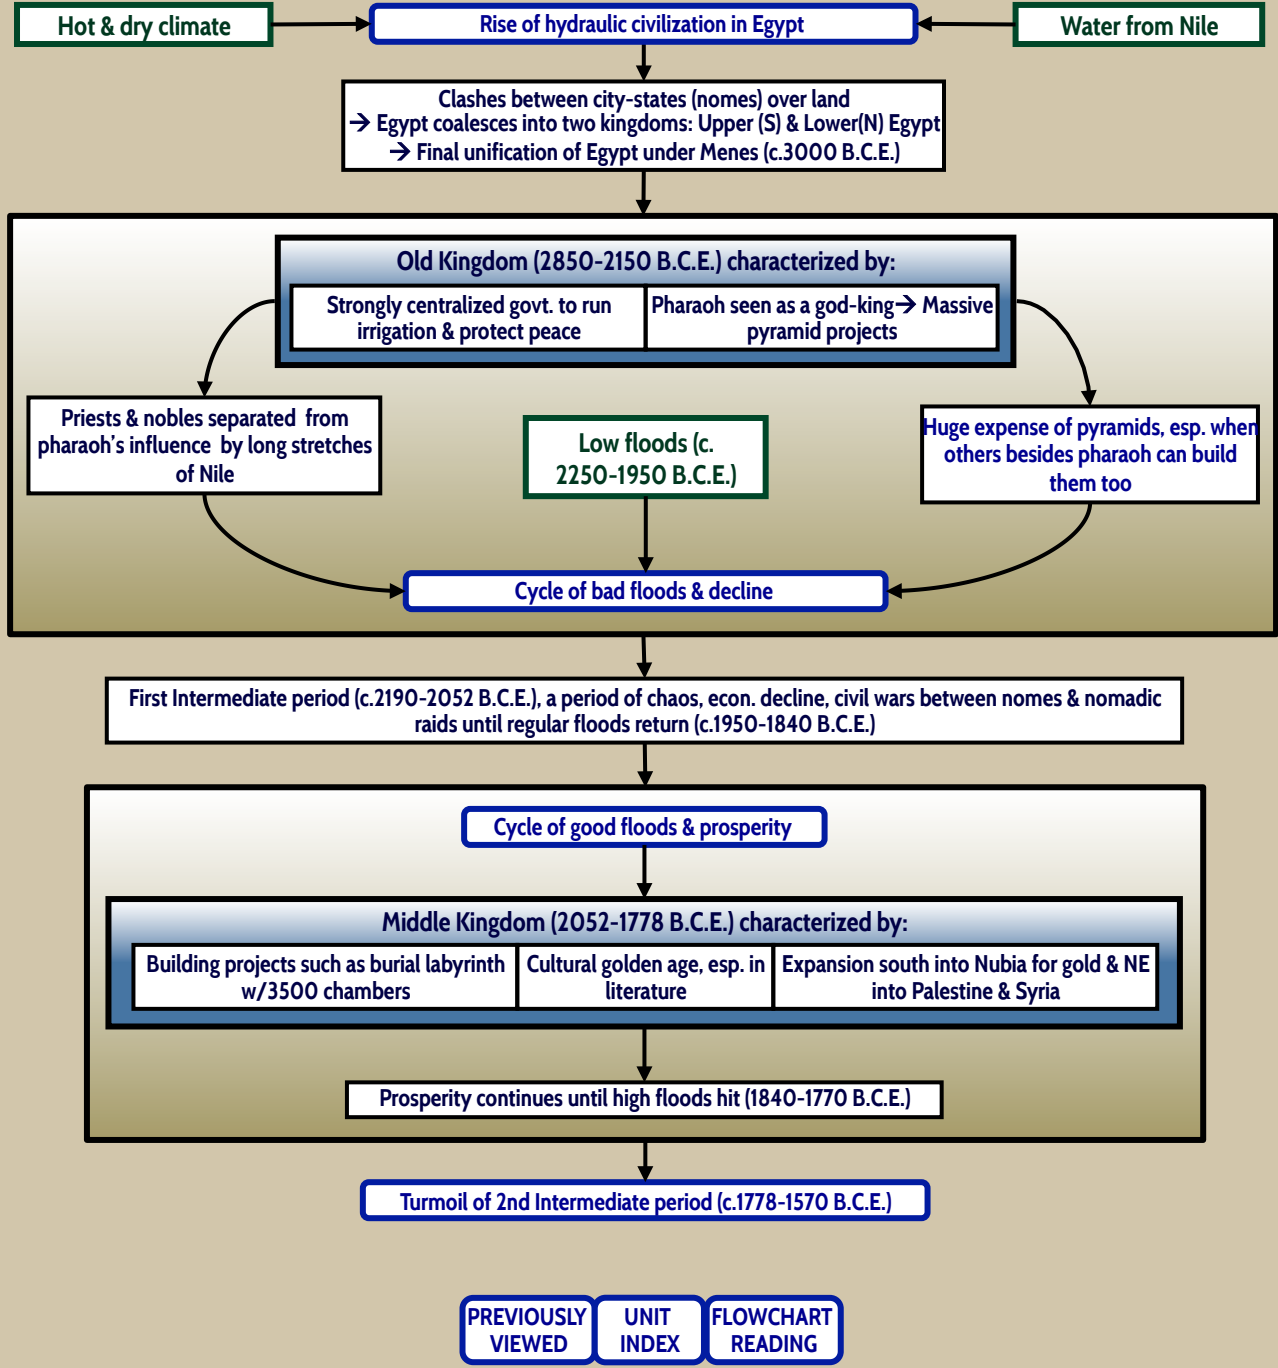 Hot & dry climate
Rise of hydraulic civilization in Egypt
Water from Nile
Clashes between city-states (nomes) over land
→ Egypt coalesces into two kingdoms: Upper (S) & Lower(N) Egypt
→ Final unification of Egypt under Menes (c.3000 B.C.E.)
Old Kingdom (2850-2150 B.C.E.) characterized by:
Strongly centralized govt. to run
irrigation & protect peace
Pharaoh seen as a god-king→ Massive
pyramid projects
Priests & nobles separated from
pharaoh's influence by long stretches
of Nile
Low floods (c.
2250-1950 B.C.E.)
Huge expense of pyramids, esp. when
others besides pharaoh can build
them too
Cycle of bad floods & decline
First Intermediate period (c.2190-2052 B.C.E.), a period of chaos, econ. decline, civil wars between nomes & nomadic
raids until regular floods return (c.1950-1840 B.C.E.)
Cycle of good floods & prosperity
Middle Kingdom (2052-1778 B.C.E.) characterized by:
Building projects such as burial labyrinth
w/3500 chambers
Cultural golden age, esp. in
literature
Expansion south into Nubia for gold & NE
into Palestine & Syria
Prosperity continues until high floods hit (1840-1770 B.C.E.)
Turmoil of 2nd Intermediate period (c.1778-1570 B.C.E.)
PREVIOUSLY
VIEWED
UNIT
INDEX
FLOWCHART
READING